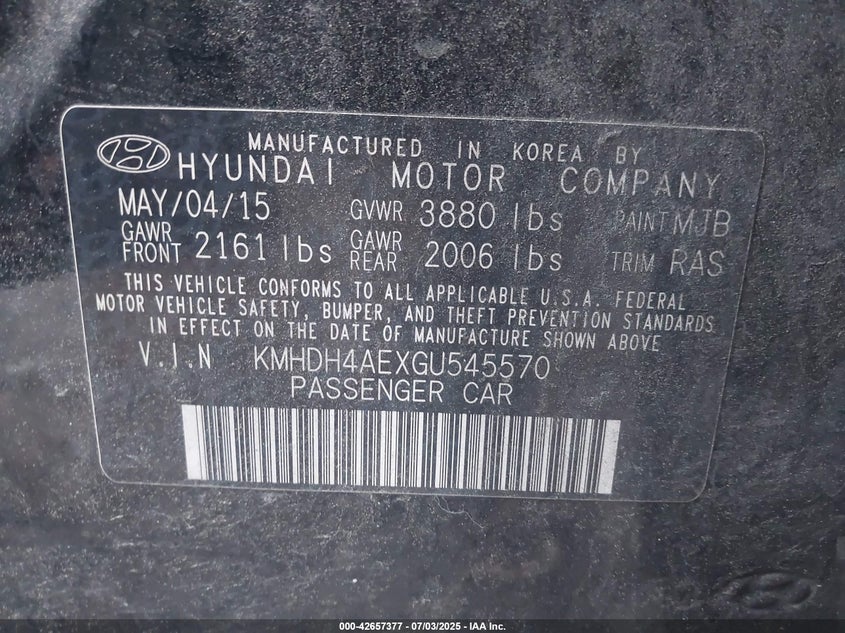 MANUFACTURED IN KOREA BY
HYUNDAI MOTOR COMPANY
MAY/04/15 GVWR 3880 lbs PAINT MJB
GAWR FRONT 2161 lbs GAWR REAR 2006 lbs TRIM RAS
THIS VEHICLE CONFORMS TO ALL APPLICABLE U.S.A. FEDERAL
MOTOR VEHICLE SAFETY, BUMPER, AND THEFT PREVENTION STANDARDS
IN EFFECT ON THE DATE OF MANUFACTURE SHOWN ABOVE
V.I.N KMHDH4AEXGU545570
PASSENGER CAR
000-42657377 - 07/03/2025 - IAA Inc.